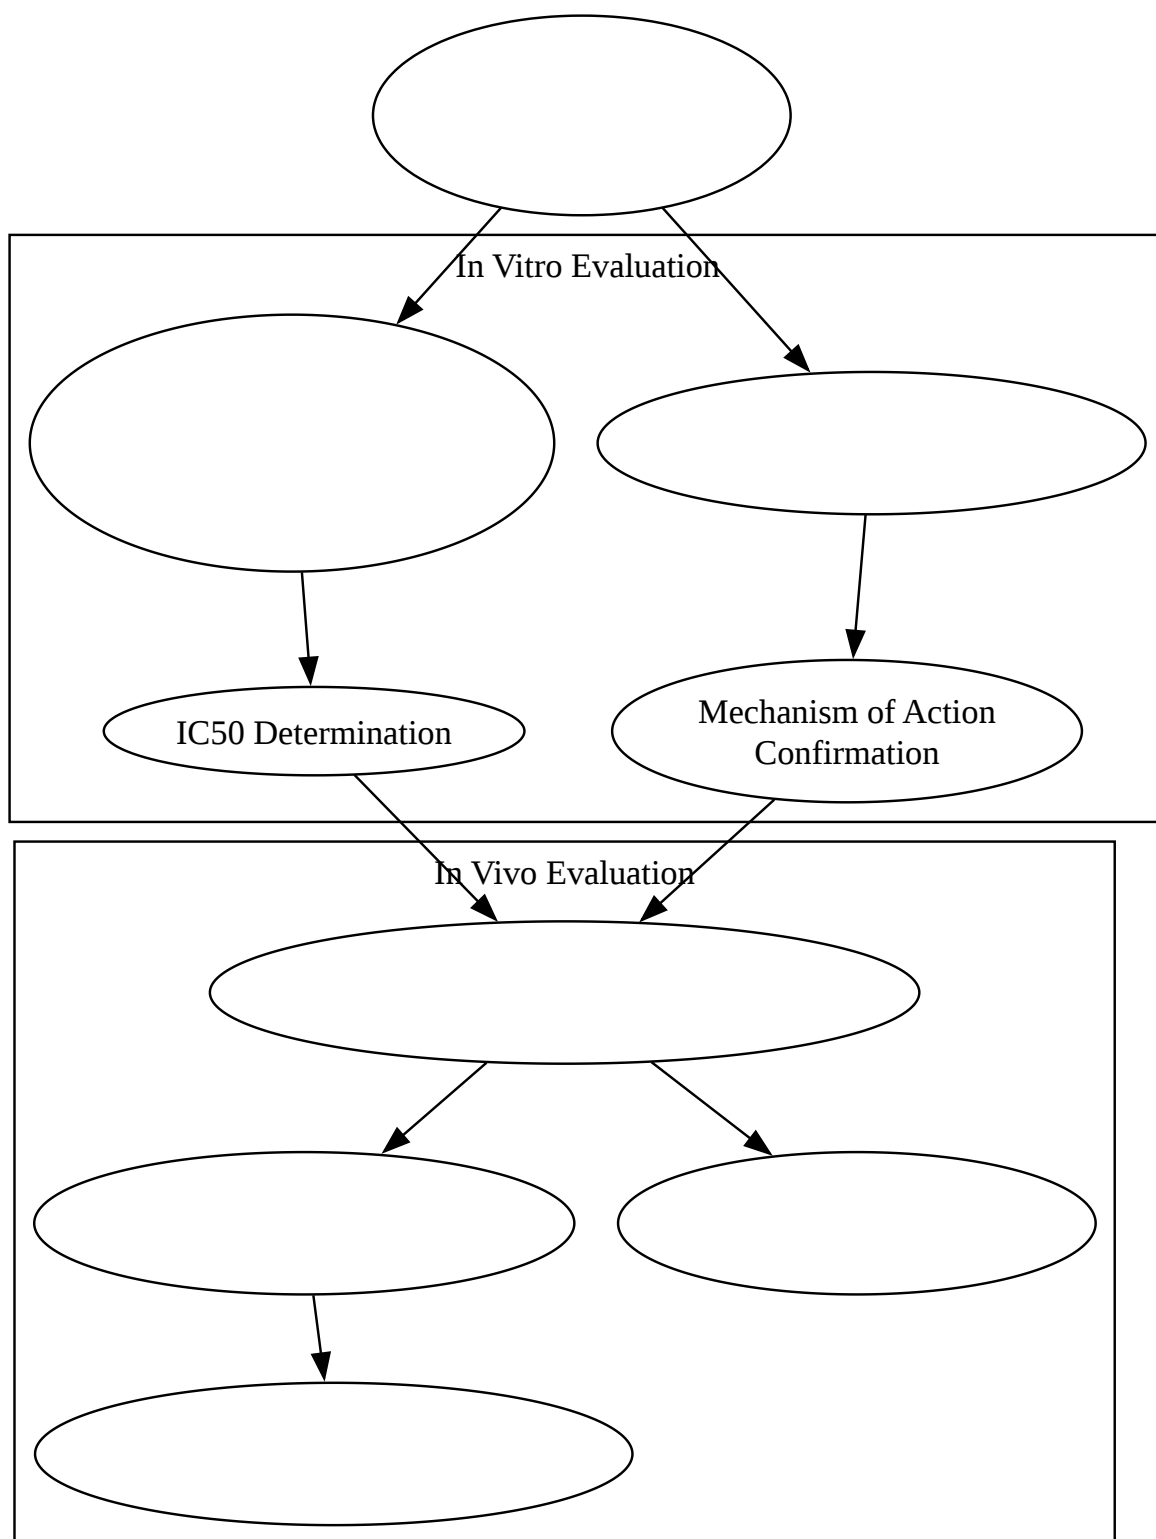 In Vitro Evaluation
IC50 Determination
Mechanism of Action
Confirmation
In Vivo Evaluation